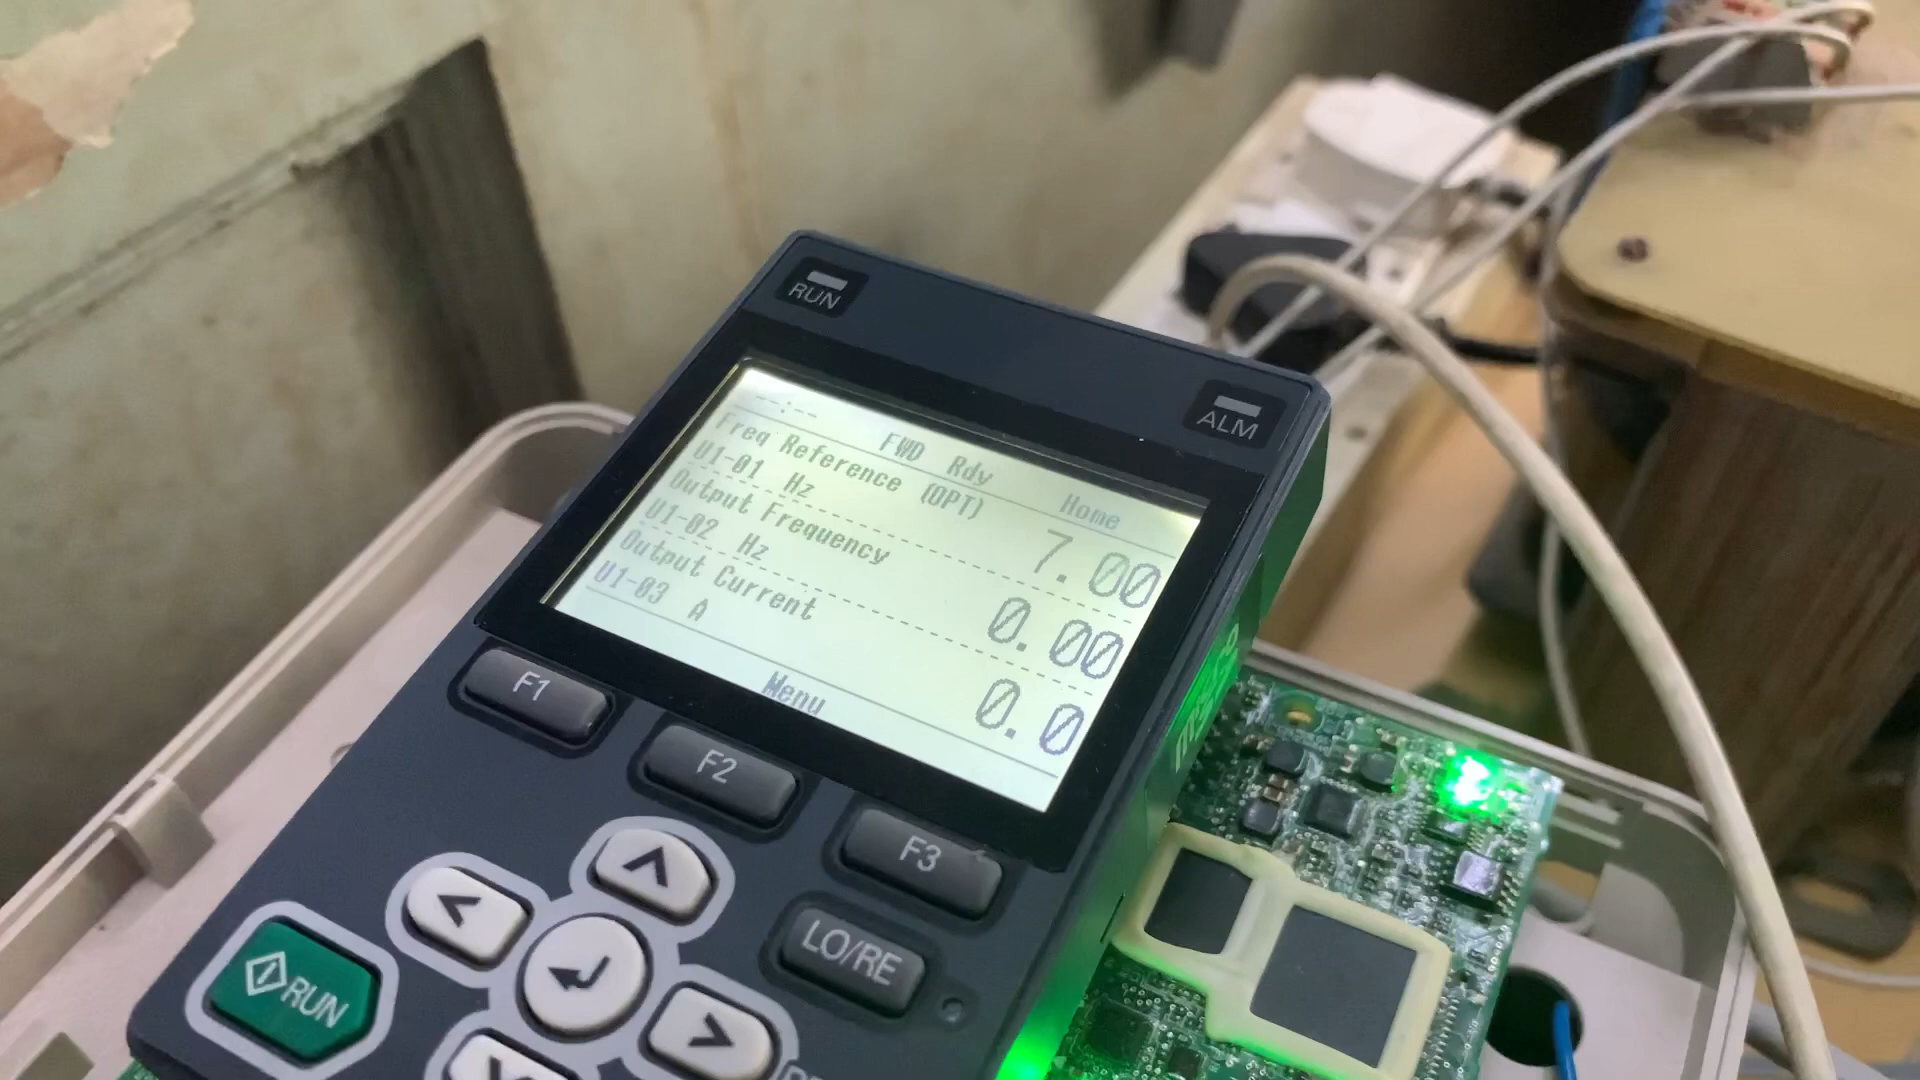 RUN
ALM
--:--
FWD Rdy Home
Freq Reference (OPT)
U1-01 Hz 7.00
Output Frequency
U1-02 Hz 0.00
Output Current
U1-03 A 0.0
Menu
F1
F2
F3
LO/RE
RUN